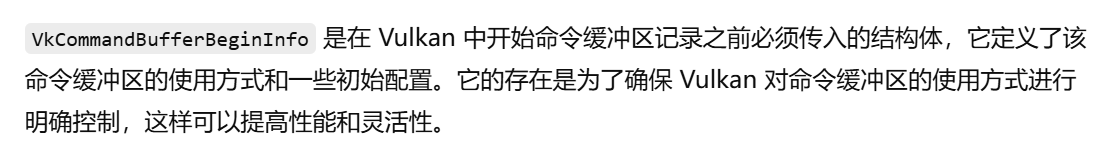 VkCommandBufferBeginInfo 是在 Vulkan 中开始命令缓冲区记录之前必须传入的结构体，它定义了该
命令缓冲区的使用方式和一些初始配置。它的存在是为了确保 Vulkan 对命令缓冲区的使用方式进行
明确控制，这样可以提高性能和灵活性。